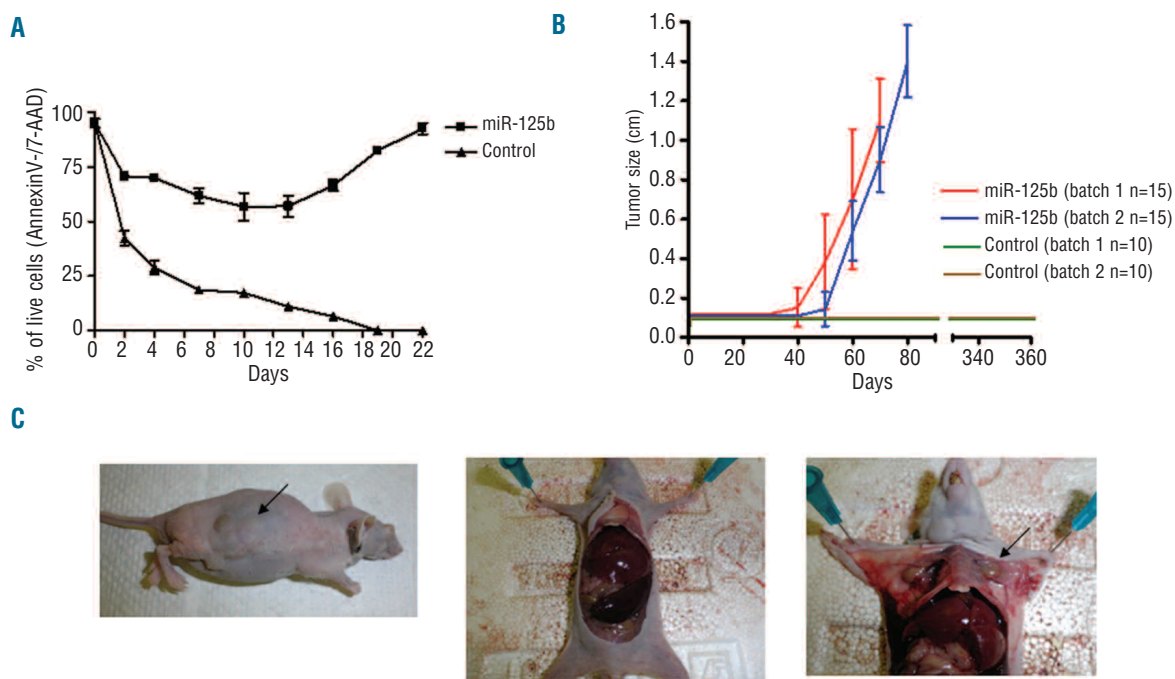 A
% of live cells (AnnexinV-/7-AAD)
100
75
50
25
0
0 2 4 6 8 10 12 14 16 18 20 22
Days
miR-125b
Control
B
Tumor size (cm)
1.6
1.4
1.2
1.0
0.8
0.6
0.4
0.2
0.0
0 20 40 60 80 340 360
Days
miR-125b (batch 1 n=15)
miR-125b (batch 2 n=15)
Control (batch 1 n=10)
Control (batch 2 n=10)
C